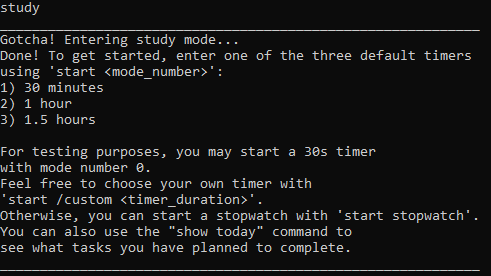 study
____________________________________________________________
Gotcha! Entering study mode...
Done! To get started, enter one of the three default timers
using 'start <mode_number>':
1) 30 minutes
2) 1 hour
3) 1.5 hours
For testing purposes, you may start a 30s timer
with mode number 0.
Feel free to choose your own timer with
'start /custom <timer_duration>'.
Otherwise, you can start a stopwatch with 'start stopwatch'.
You can also use the "show today" command to
see what tasks you have planned to complete.
____________________________________________________________